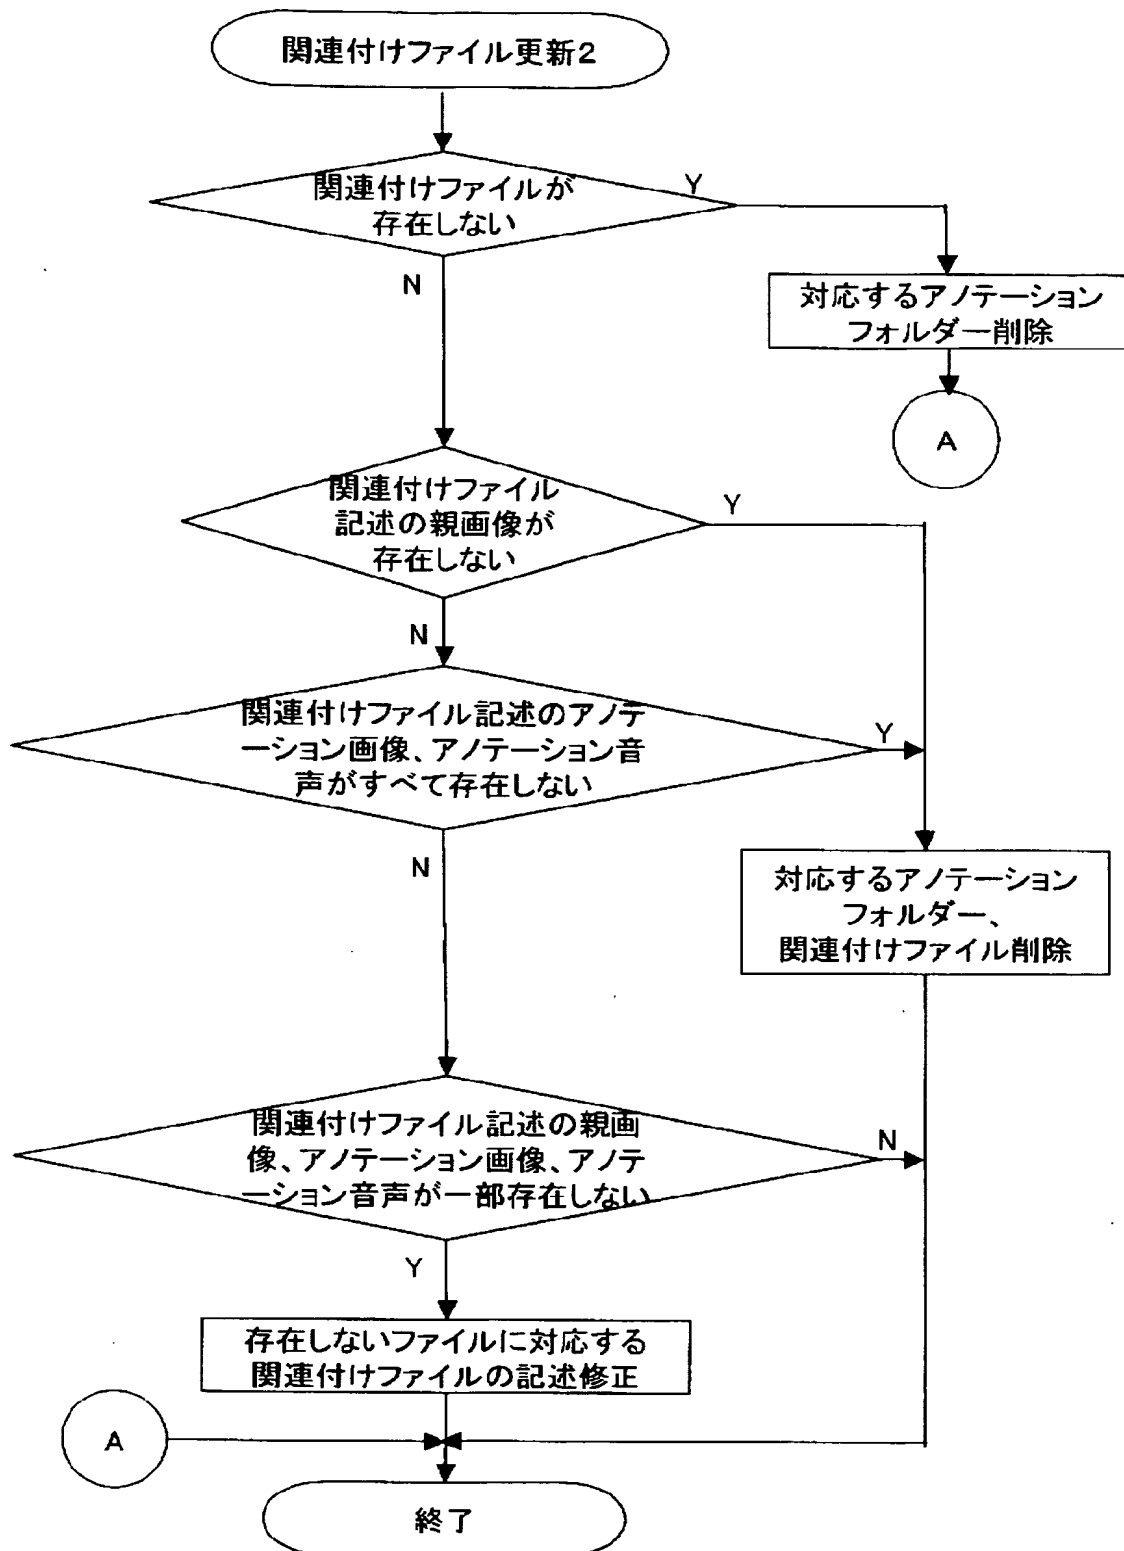 関連付けファイル更新2
関連付けファイルが
存在しない
Y
N
対応するアノテーション
フォルダー削除
A
関連付けファイル
記述の親画像が
存在しない
Y
N
関連付けファイル記述のアノテ
ーション画像、アノテーション音
声がすべて存在しない
Y
N
対応するアノテーション
フォルダー、
関連付けファイル削除
関連付けファイル記述の親画
像、アノテーション画像、アノテ
ーション音声が一部存在しない
N
Y
存在しないファイルに対応する
関連付けファイルの記述修正
A
終了